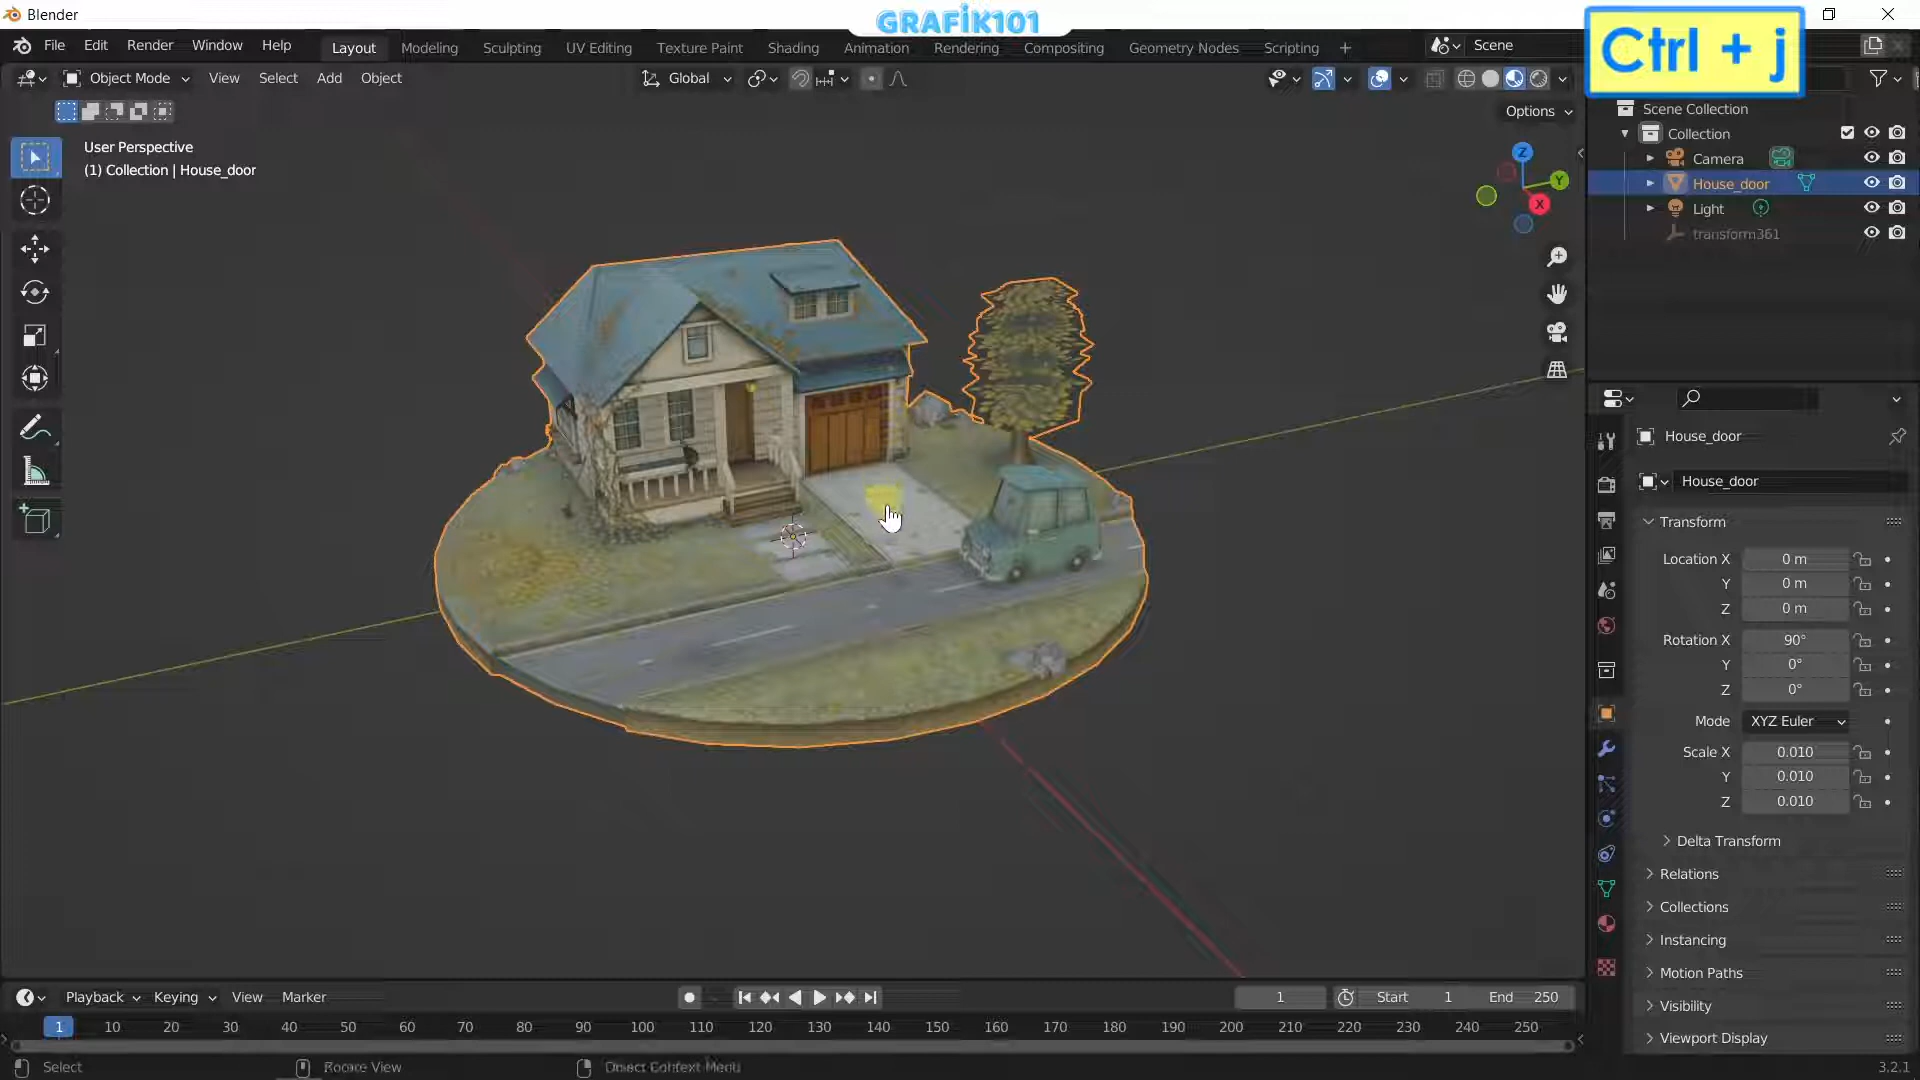 Blender
GRAFİK101
Ctrl + j
File Edit Render Window Help
Layout Modeling Sculpting UV Editing Texture Paint Shading Animation Rendering Compositing Geometry Nodes Scripting +
Scene
Object Mode View Select Add Object
Global
Options
User Perspective
(1) Collection | House_door
Z
Y
X
Scene Collection
Collection
Camera
House_door
Light
transform361
House_door
House_door
Transform
Location X 0 m
Y 0 m
Z 0 m
Rotation X 90°
Y 0°
Z 0°
Mode XYZ Euler
Scale X 0.010
Y 0.010
Z 0.010
Delta Transform
Relations
Collections
Instancing
Motion Paths
Visibility
Viewport Display
Playback Keying View Marker
1 Start 1 End 250
1 10 20 30 40 50 60 70 80 90 100 110 120 130 140 150 160 170 180 190 200 210 220 230 240 250
Select View Context Menu
3.2.1